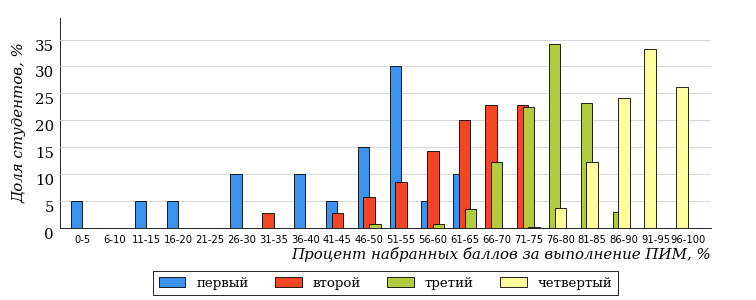 Доля студентов, %
35
30
25
20
15
10
5
0
0-5 6-10 11-15 16-20 21-25 26-30 31-35 36-40 41-45 46-50 51-55 56-60 61-65 66-70 71-75 76-80 81-85 86-90 91-95 96-100
Процент набранных баллов за выполнение ПИМ, %
первый второй третий четвертый